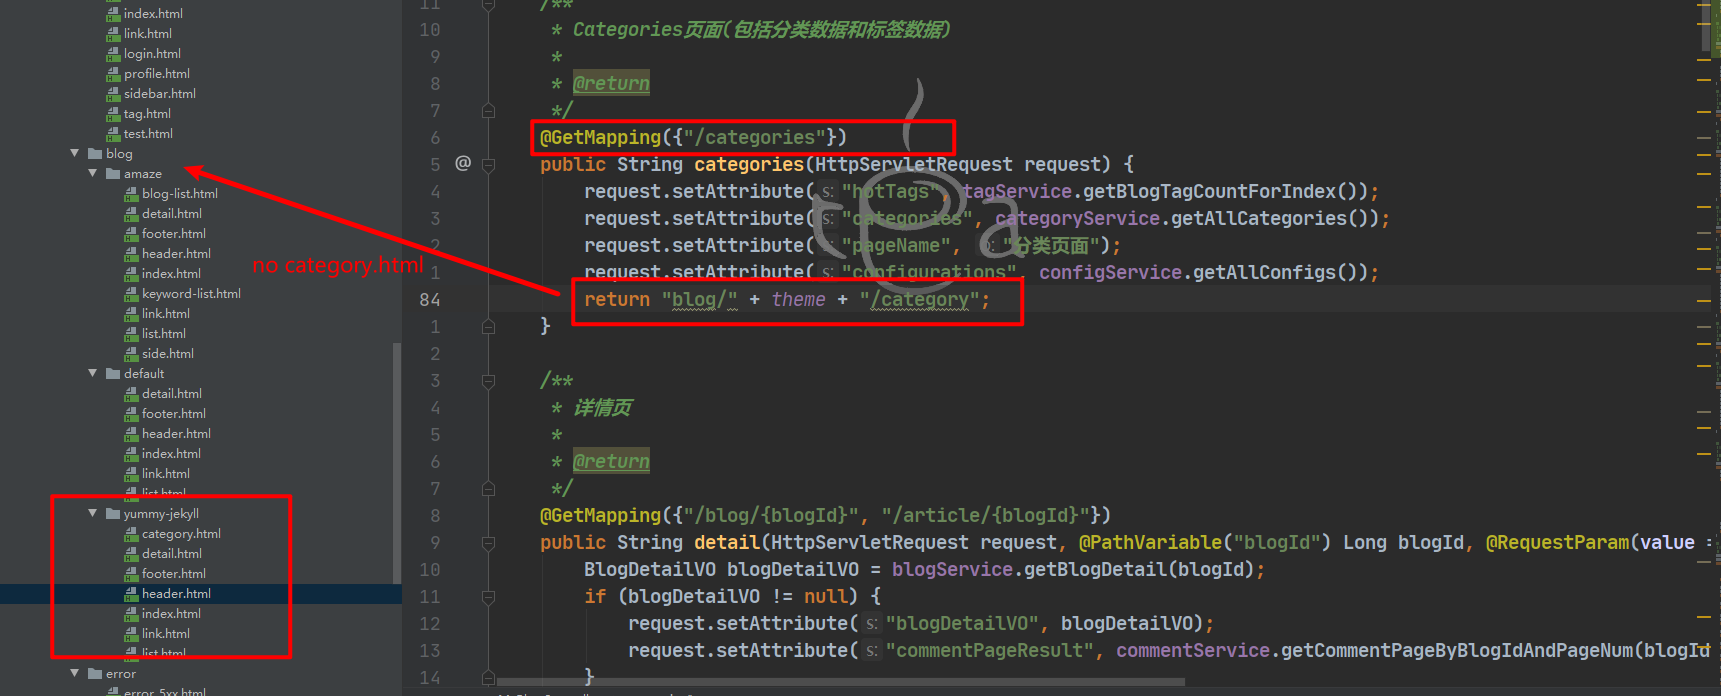 index.html
link.html
login.html
profile.html
sidebar.html
tag.html
test.html
blog
amaze
blog-list.html
detail.html
footer.html
header.html
index.html
keyword-list.html
link.html
list.html
side.html
default
detail.html
footer.html
header.html
index.html
link.html
list.html
yummy-jekyll
category.html
detail.html
footer.html
header.html
index.html
link.html
list.html
error
error_5xx.html
no category.html
11 /**
10 * Categories页面(包括分类数据和标签数据)
9 *
8 * @return
7 */
6 @GetMapping({"/categories"})
5 @ public String categories(HttpServletRequest request) {
4 request.setAttribute( s: "hotTags", tagService.getBlogTagCountForIndex());
3 request.setAttribute( s: "categories", categoryService.getAllCategories());
2 request.setAttribute( s: "pageName", o: "分类页面");
1 request.setAttribute( s: "configurations", configService.getAllConfigs());
84 return "blog/" + theme + "/category";
1 }
2
3 /**
4 * 详情页
5 *
6 * @return
7 */
8 @GetMapping({"/blog/{blogId}", "/article/{blogId}"})
9 public String detail(HttpServletRequest request, @PathVariable("blogId") Long blogId, @RequestParam(value =
10 BlogDetailVO blogDetailVO = blogService.getBlogDetail(blogId);
11 if (blogDetailVO != null) {
12 request.setAttribute( s: "blogDetailVO", blogDetailVO);
13 request.setAttribute( s: "commentPageResult", commentService.getCommentPageByBlogIdAndPageNum(blogId
14 }